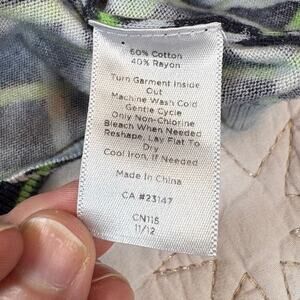 60% Cotton
40% Rayon
Turn Garment Inside
Out
Machine Wash Cold
Gentle Cycle
Only Non-Chlorine
Bleach When Needed
Reshape, Lay Flat To
Dry
Cool Iron, If Needed
Made In China
CA #23147
CN115
11/12